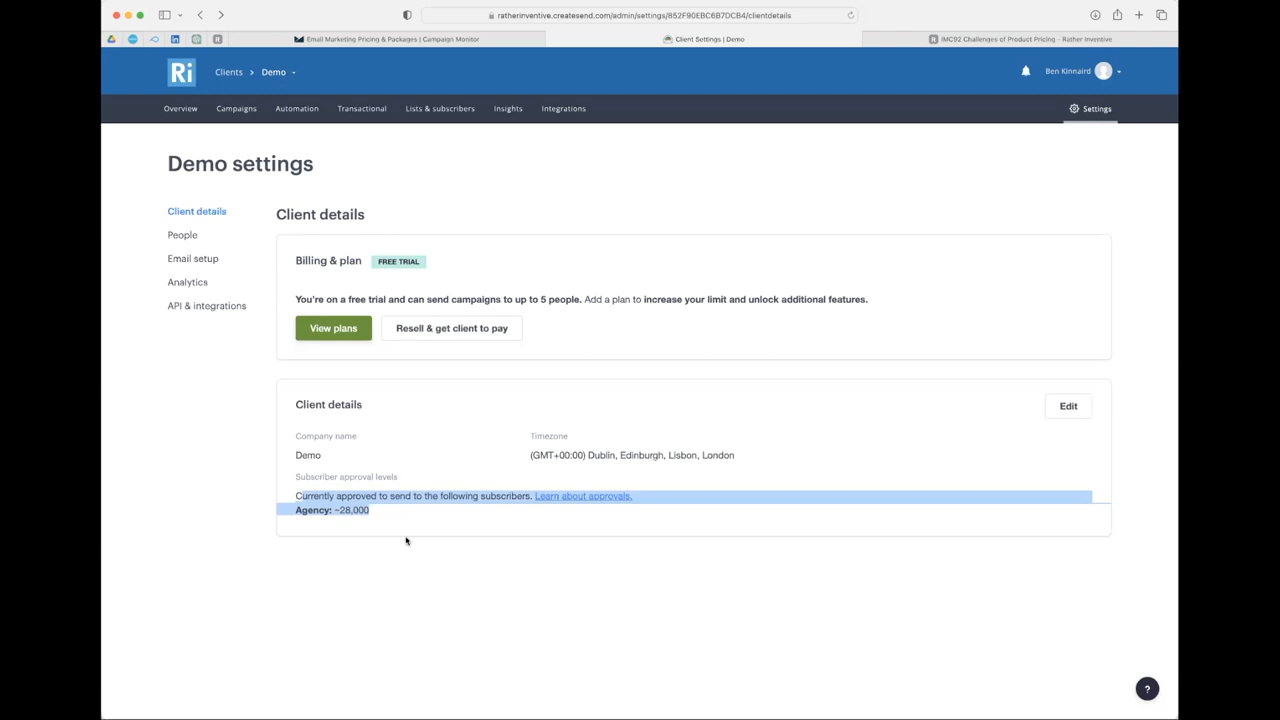 ratherinventive.createsend.com/admin/settings/852F90EBC6B7DCB4/clientdetails
Email Marketing Pricing & Packages | Campaign Monitor
Client Settings | Demo
IMC92 Challenges of Product Pricing - Rather Inventive
Ri
Clients > Demo
Ben Kinnaird
Overview
Campaigns
Automation
Transactional
Lists & subscribers
Insights
Integrations
Settings
Demo settings
Client details
People
Email setup
Analytics
API & integrations
Client details
Billing & plan
FREE TRIAL
You're on a free trial and can send campaigns to up to 5 people. Add a plan to increase your limit and unlock additional features.
View plans
Resell & get client to pay
Client details
Edit
Company name
Timezone
Demo
(GMT+00:00) Dublin, Edinburgh, Lisbon, London
Subscriber approval levels
Currently approved to send to the following subscribers. Learn about approvals.
Agency: ~28,000
?